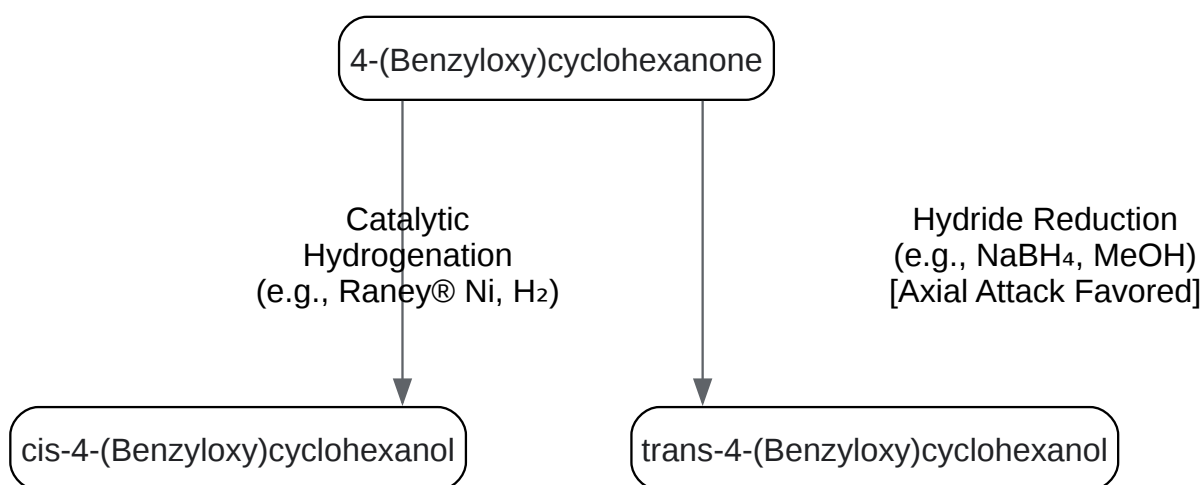 4-(Benzyloxy)cyclohexanone
Catalytic
Hydrogenation
(e.g., Raney® Ni, H₂)
Hydride Reduction
(e.g., NaBH₄, MeOH)
[Axial Attack Favored]
cis-4-(Benzyloxy)cyclohexanol
trans-4-(Benzyloxy)cyclohexanol